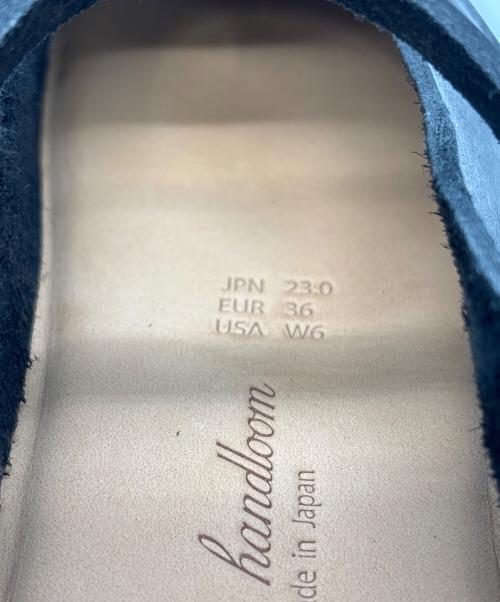 JPN 23.0
EUR 36
USA W6
handloom
de in Japan